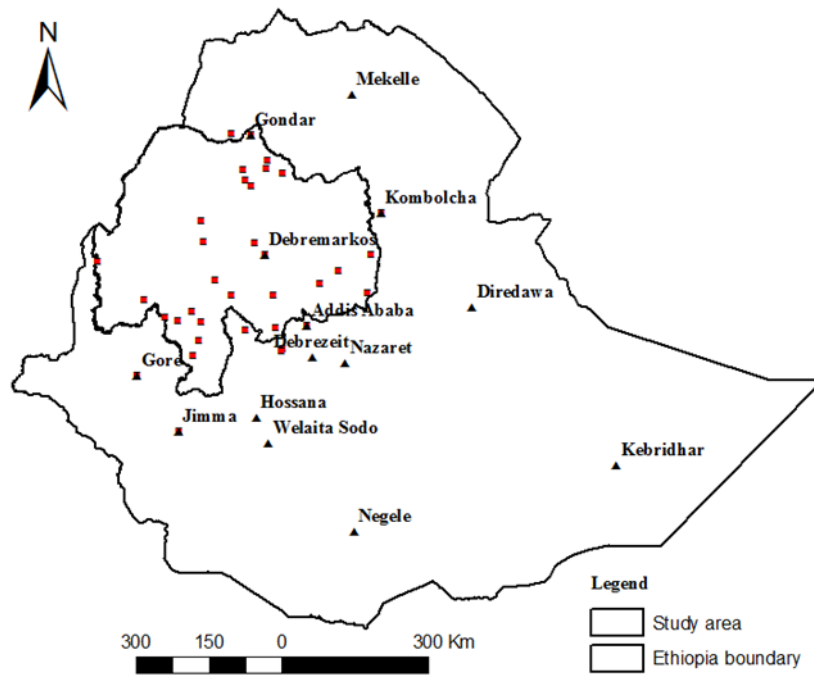 N
Mekelle
Gondar
Kombolcha
Debremarkos
Diredawa
Addis Ababa
Debrezeit
Nazaret
Gore
Hossana
Jimma
Welaita Sodo
Kebridhar
Negele
Legend
Study area
Ethiopia boundary
300 150 0 300 Km